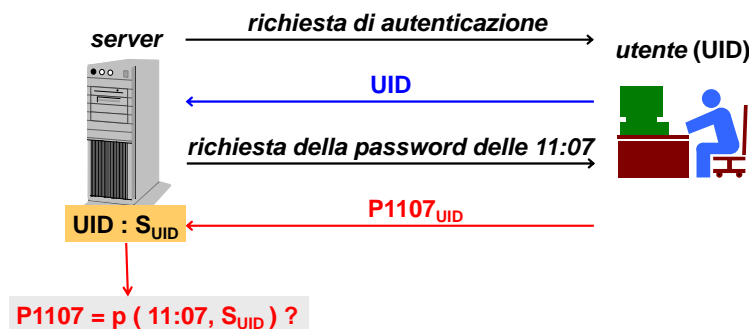 richiesta di autenticazione
server
utente (UID)
UID
richiesta della password delle 11:07
P1107UID
UID : SUID
P1107 = p ( 11:07, SUID ) ?